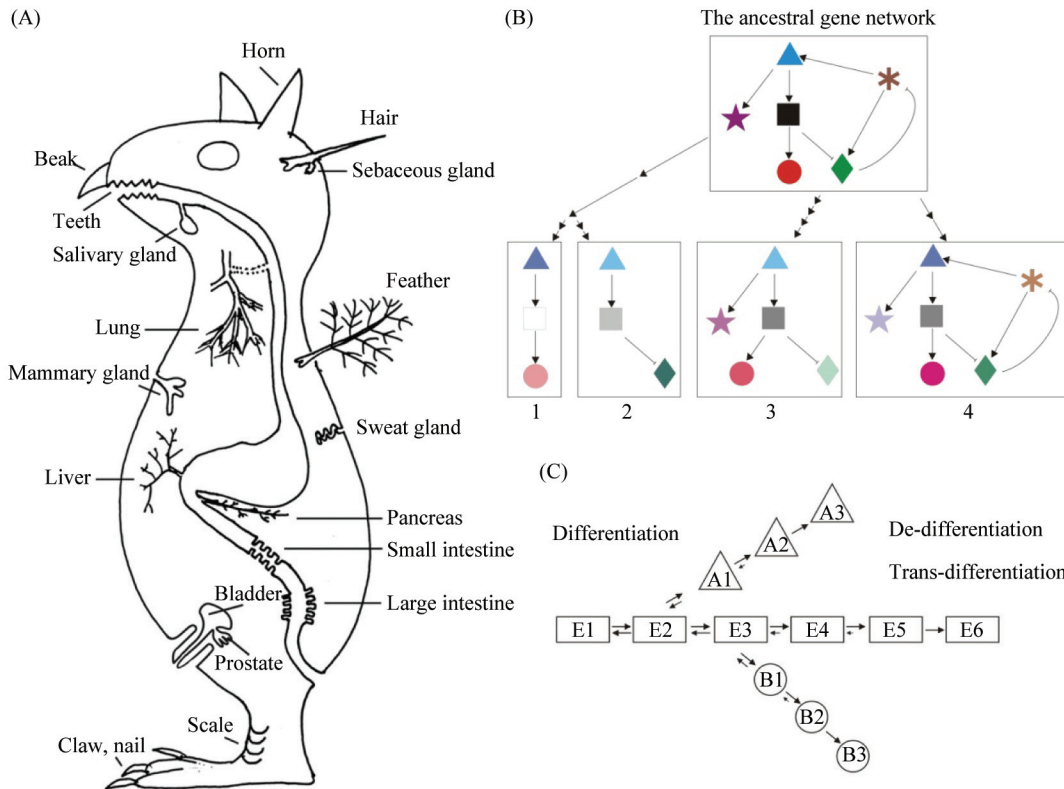 (A)
Horn
Hair
Beak
Sebaceous gland
Teeth
Salivary gland
Feather
Lung
Mammary gland
Sweat gland
Liver
Pancreas
Small intestine
Bladder
Large intestine
Prostate
Scale
Claw, nail
(B)
The ancestral gene network
1
2
3
4
(C)
Differentiation
De-differentiation
Trans-differentiation
A3
A2
A1
E1
E2
E3
E4
E5
E6
B1
B2
B3